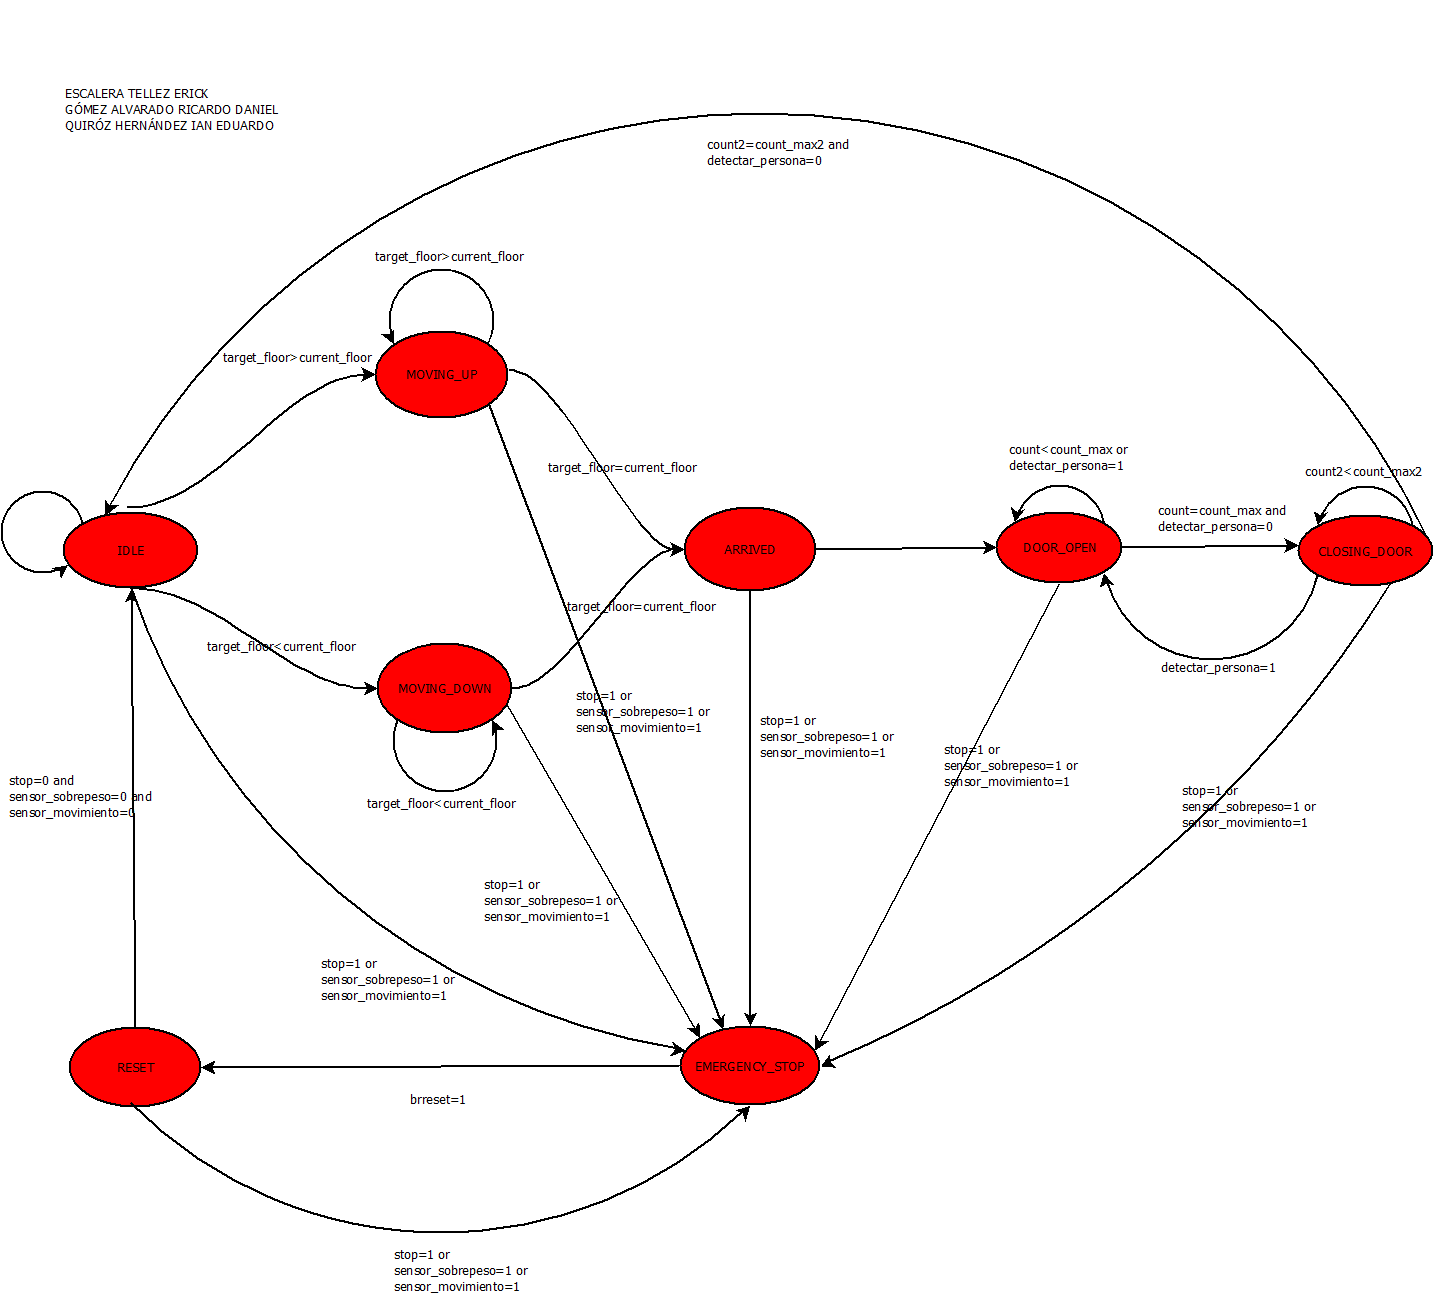 ESCALERA TELLEZ ERICK
GÓMEZ ALVARADO RICARDO DANIEL
QUIRÓZ HERNÁNDEZ IAN EDUARDO
count2=count_max2 and
detectar_persona=0
target_floor>current_floor
target_floor>current_floor
MOVING_UP
target_floor=current_floor
count<count_max or
detectar_persona=1
count2<count_max2
count=count_max and
detectar_persona=0
IDLE
ARRIVED
DOOR_OPEN
CLOSING_DOOR
target_floor=current_floor
target_floor<current_floor
detectar_persona=1
MOVING_DOWN
stop=1 or
sensor_sobrepeso=1 or
sensor_movimiento=1
stop=1 or
sensor_sobrepeso=1 or
sensor_movimiento=1
stop=1 or
sensor_sobrepeso=1 or
sensor_movimiento=1
stop=0 and
sensor_sobrepeso=0 and
sensor_movimiento=0
target_floor<current_floor
stop=1 or
sensor_sobrepeso=1 or
sensor_movimiento=1
stop=1 or
sensor_sobrepeso=1 or
sensor_movimiento=1
stop=1 or
sensor_sobrepeso=1 or
sensor_movimiento=1
RESET
EMERGENCY_STOP
brreset=1
stop=1 or
sensor_sobrepeso=1 or
sensor_movimiento=1